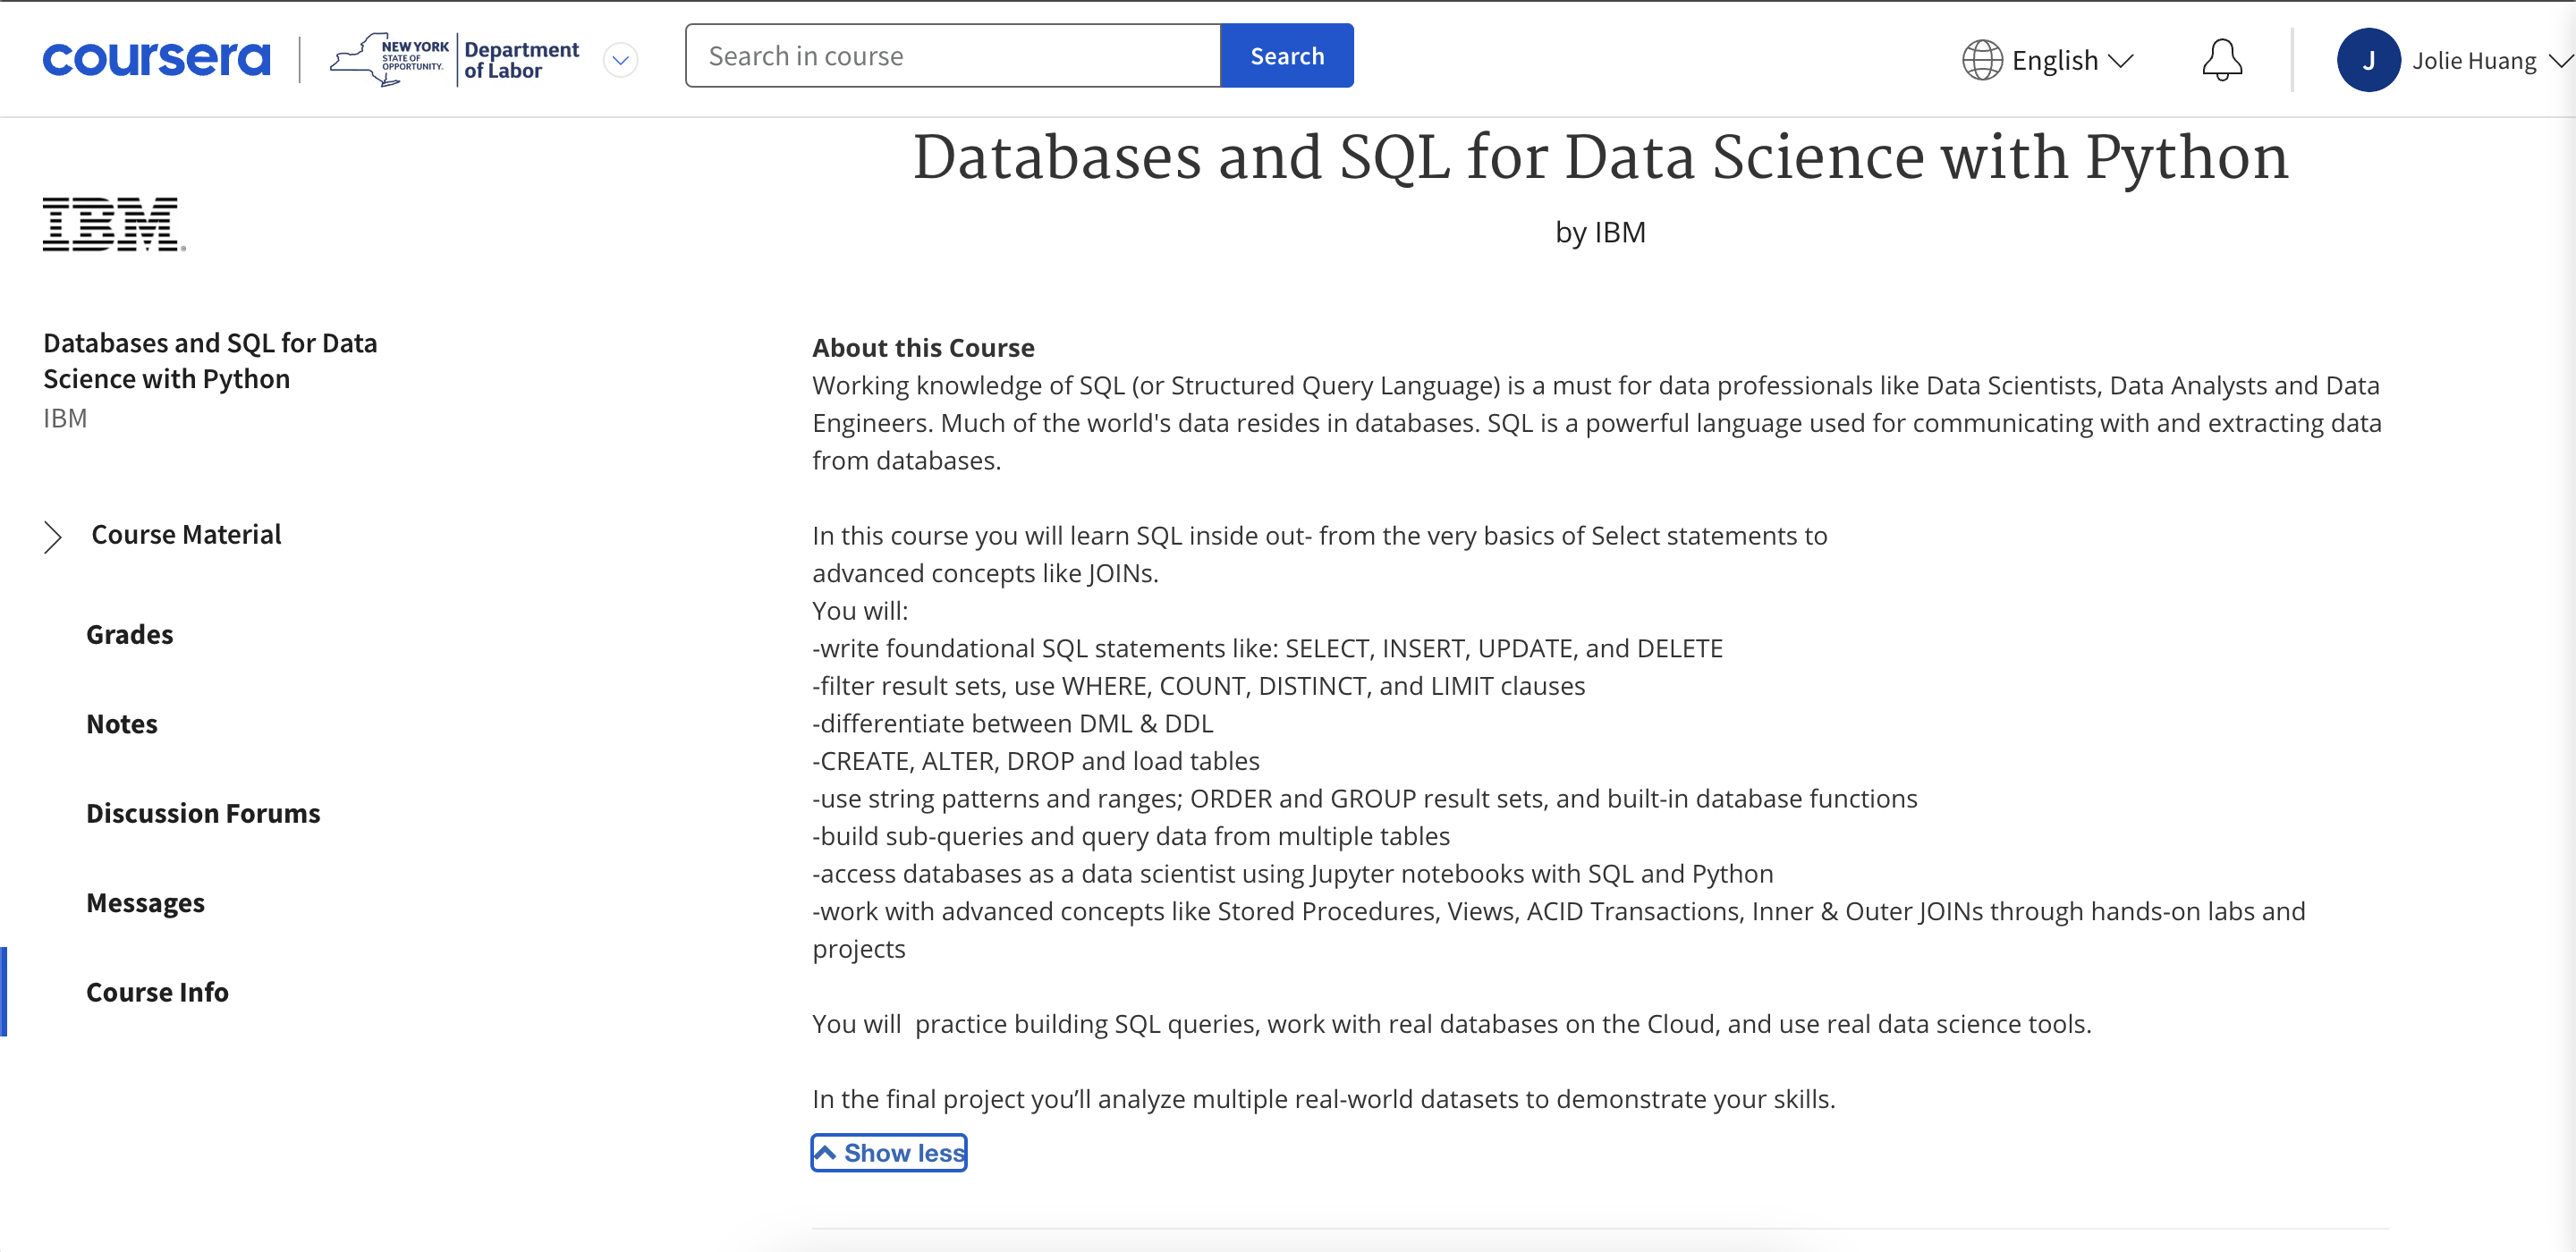 coursera
NEW YORK
STATE OF
OPPORTUNITY.
Department
of Labor
Search in course
Search
English
J
Jolie Huang
IBM
Databases and SQL for Data
Science with Python
IBM
Course Material
Grades
Notes
Discussion Forums
Messages
Course Info
Databases and SQL for Data Science with Python
by IBM
About this Course
Working knowledge of SQL (or Structured Query Language) is a must for data professionals like Data Scientists, Data Analysts and Data
Engineers. Much of the world's data resides in databases. SQL is a powerful language used for communicating with and extracting data
from databases.
In this course you will learn SQL inside out- from the very basics of Select statements to
advanced concepts like JOINs.
You will:
-write foundational SQL statements like: SELECT, INSERT, UPDATE, and DELETE
-filter result sets, use WHERE, COUNT, DISTINCT, and LIMIT clauses
-differentiate between DML & DDL
-CREATE, ALTER, DROP and load tables
-use string patterns and ranges; ORDER and GROUP result sets, and built-in database functions
-build sub-queries and query data from multiple tables
-access databases as a data scientist using Jupyter notebooks with SQL and Python
-work with advanced concepts like Stored Procedures, Views, ACID Transactions, Inner & Outer JOINs through hands-on labs and
projects
You will  practice building SQL queries, work with real databases on the Cloud, and use real data science tools.
In the final project you’ll analyze multiple real-world datasets to demonstrate your skills.
Show less